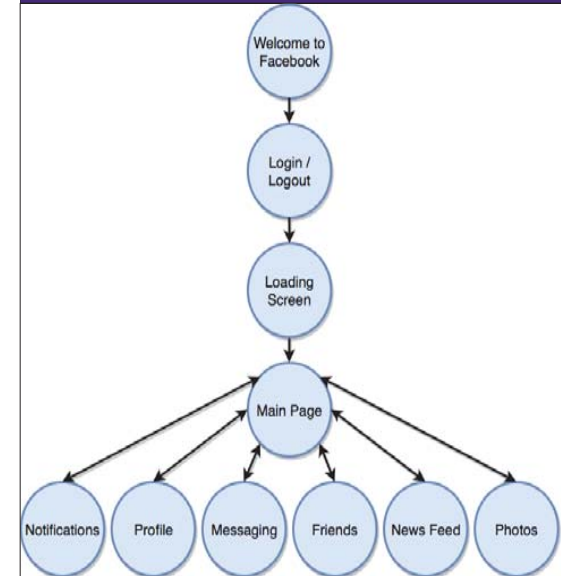 Welcome to
Facebook
Login /
Logout
Loading
Screen
Main Page
Notifications
Profile
Messaging
Friends
News Feed
Photos